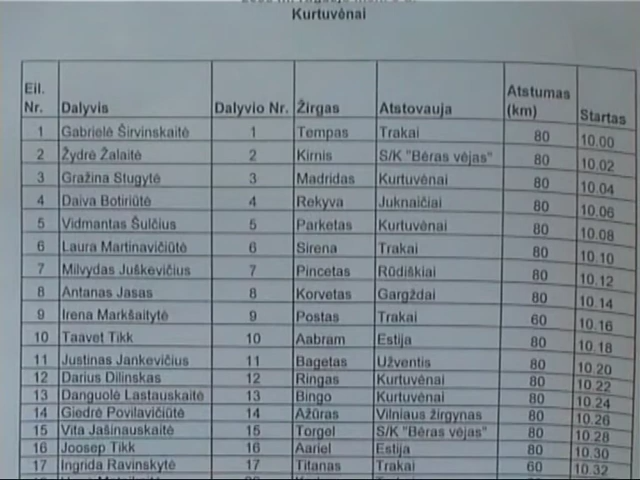 Kurtuvėnai
Eil. Nr. Dalyvis Dalyvio Nr. Žirgas Atstovauja Atstumas (km) Startas
1 Gabrielė Širvinskaitė 1 Tempas Trakai 80 10.00
2 Žydrė Žalaitė 2 Kirnis S/K "Bėras vėjas" 80 10.02
3 Gražina Stugytė 3 Madridas Kurtuvėnai 80 10.04
4 Daiva Botiriūtė 4 Rekyva Juknaičiai 80 10.06
5 Vidmantas Šulčius 5 Parketas Kurtuvėnai 80 10.08
6 Laura Martinavičiūtė 6 Sirena Trakai 80 10.10
7 Milvydas Juškevičius 7 Pincetas Rūdiškiai 80 10.12
8 Antanas Jasas 8 Korvetas Gargždai 80 10.14
9 Irena Markšaitytė 9 Postas Trakai 60 10.16
10 Taavet Tikk 10 Aabram Estija 80 10.18
11 Justinas Jankevičius 11 Bagetas Užventis 80 10.20
12 Darius Dilinskas 12 Ringas Kurtuvėnai 80 10.22
13 Danguolė Lastauskaitė 13 Bingo Kurtuvėnai 80 10.24
14 Giedrė Povilavičiūtė 14 Ažūras Vilniaus žirgynas 80 10.26
15 Vita Jašinauskaitė 15 Torgel S/K "Bėras vėjas" 80 10.28
16 Joosep Tikk 16 Aariel Estija 80 10.30
17 Ingrida Ravinskytė 17 Titanas Trakai 60 10.32